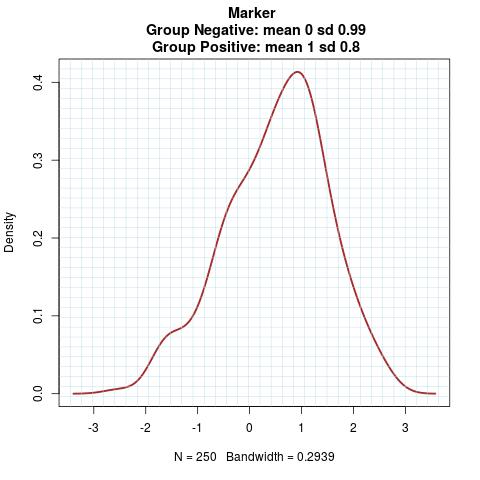 Marker
Group Negative: mean 0 sd 0.99
Group Positive: mean 1 sd 0.8
0.4
0.3
0.2
0.1
0.0
Density
-3 -2 -1 0 1 2 3
N = 250 Bandwidth = 0.2939